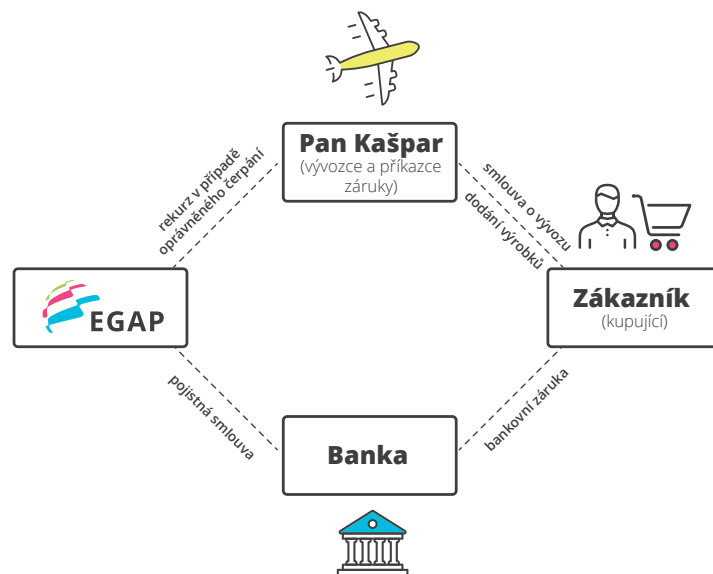 Pan Kašpar
(vývozce a příkazce
záruky)
rekurz v případě
oprávněného čerpání
smlouva o vývozu
dodání výrobků
EGAP
Zákazník
(kupující)
pojistná smlouva
bankovní záruka
Banka